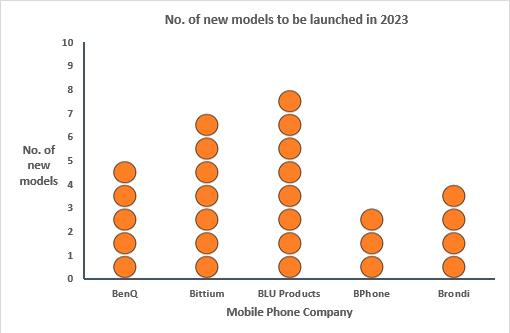 No. of new models to be launched in 2023
10
9
8
7
6
5
4
3
2
1
0
No. of
new
models
BenQ Bittium BLU Products BPhone Brondi
Mobile Phone Company